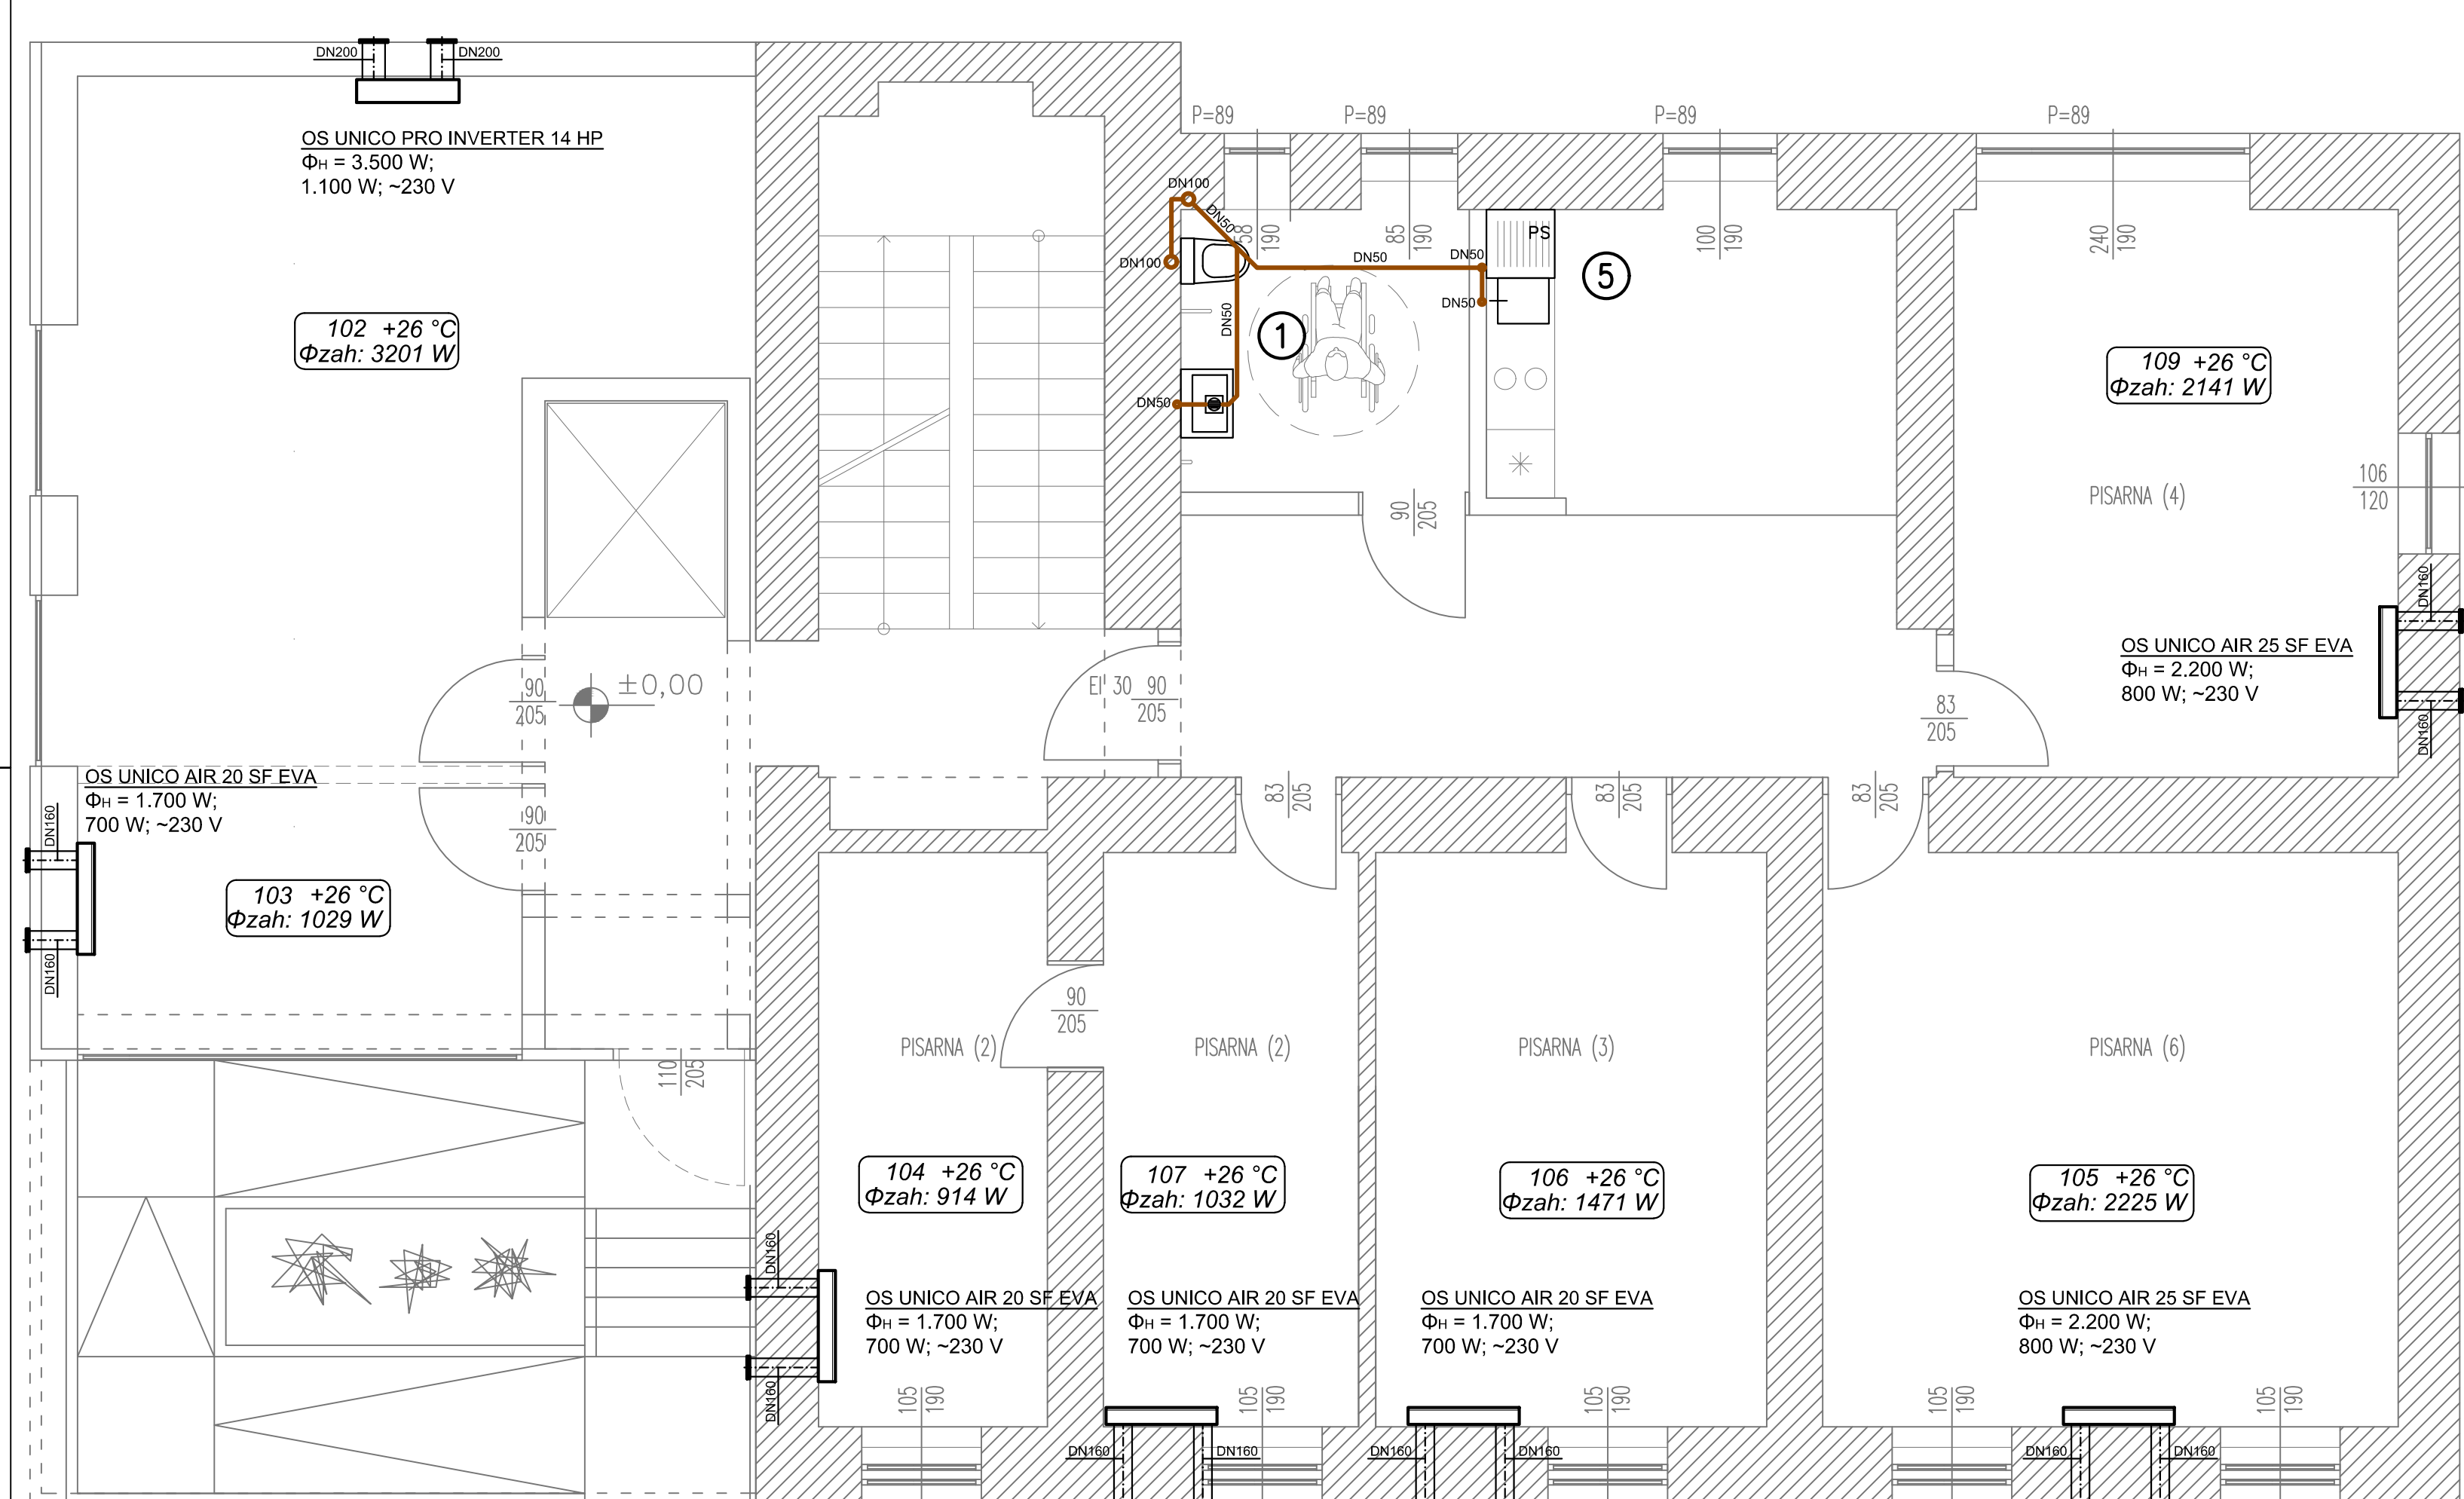 DN200
DN200
OS UNICO PRO INVERTER 14 HP
ΦH = 3.500 W;
1.100 W; ~230 V
102 +26 °C
Φzah: 3201 W
P=89
P=89
P=89
P=89
DN100
DN50
DN100
58
190
85
190
100
190
240
190
DN50
DN50
PS
5
DN50
DN50
1
DN50
109 +26 °C
Φzah: 2141 W
106
120
PISARNA (4)
90
205
DN160
OS UNICO AIR 25 SF EVA
ΦH = 2.200 W;
800 W; ~230 V
DN160
90
205
±0,00
EI 30 90
205
83
205
OS UNICO AIR 20 SF EVA
ΦH = 1.700 W;
700 W; ~230 V
DN160
90
205
83
205
83
205
83
205
103 +26 °C
Φzah: 1029 W
DN160
90
205
PISARNA (2)
PISARNA (2)
PISARNA (3)
PISARNA (6)
110
205
104 +26 °C
Φzah: 914 W
107 +26 °C
Φzah: 1032 W
106 +26 °C
Φzah: 1471 W
105 +26 °C
Φzah: 2225 W
DN160
OS UNICO AIR 20 SF EVA
ΦH = 1.700 W;
700 W; ~230 V
OS UNICO AIR 20 SF EVA
ΦH = 1.700 W;
700 W; ~230 V
OS UNICO AIR 20 SF EVA
ΦH = 1.700 W;
700 W; ~230 V
OS UNICO AIR 25 SF EVA
ΦH = 2.200 W;
800 W; ~230 V
DN160
105
190
105
190
105
190
105
190
105
190
DN160
DN160
DN160
DN160
DN160
DN160